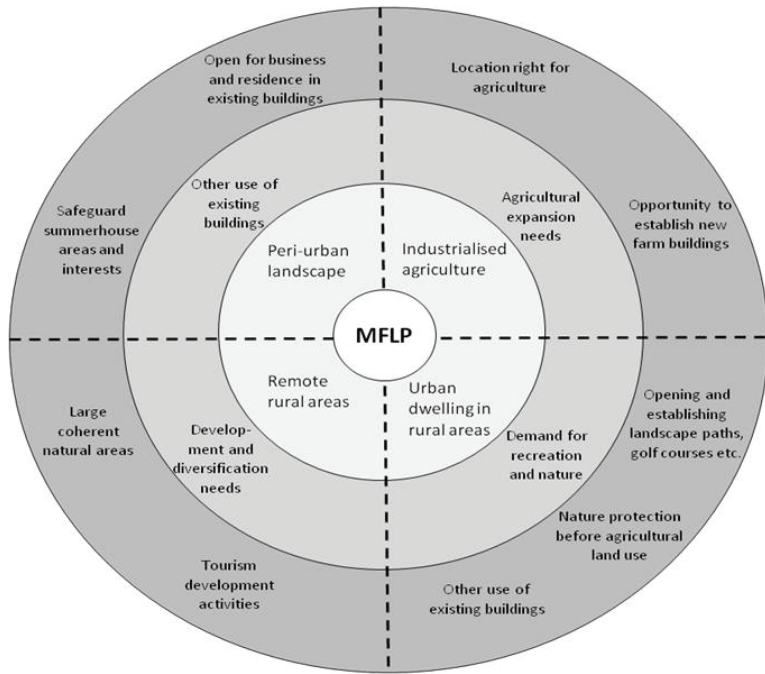 Open for business
and residence in
existing buildings
Location right for
agriculture
Safeguard
summerhouse
areas and
interests
Other use of
existing
buildings
Agricultural
expansion
needs
Opportunity to
establish new
farm buildings
Peri-urban
landscape
Industrialised
agriculture
MFLP
Remote
rural areas
Urban
dwelling in
rural areas
Large
coherent
natural areas
Develop-
ment and
diversification
needs
Demand for
recreation
and nature
Opening and
establishing
landscape paths,
golf courses etc.
Nature protection
before agricultural
land use
Tourism
development
activities
Other use of
existing buildings